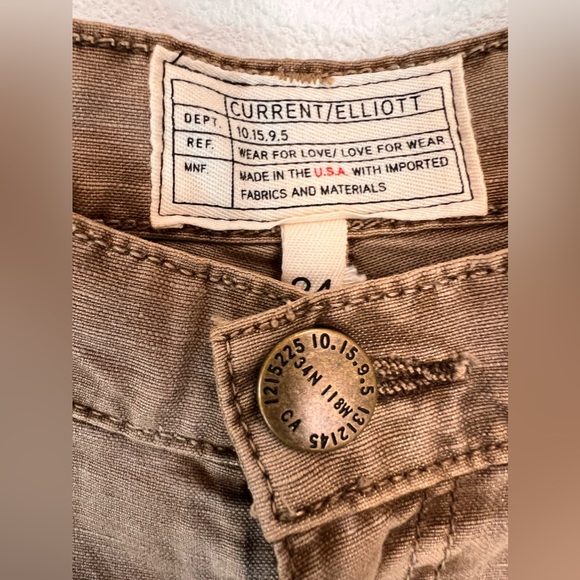 CURRENT/ELLIOTT
DEPT. 10.15.9.5
REF. WEAR FOR LOVE/ LOVE FOR WEAR
MNF. MADE IN THE U.S.A. WITH IMPORTED
FABRICS AND MATERIALS
24
1215225 10.15.9.5 1312145 CA
34N 118W